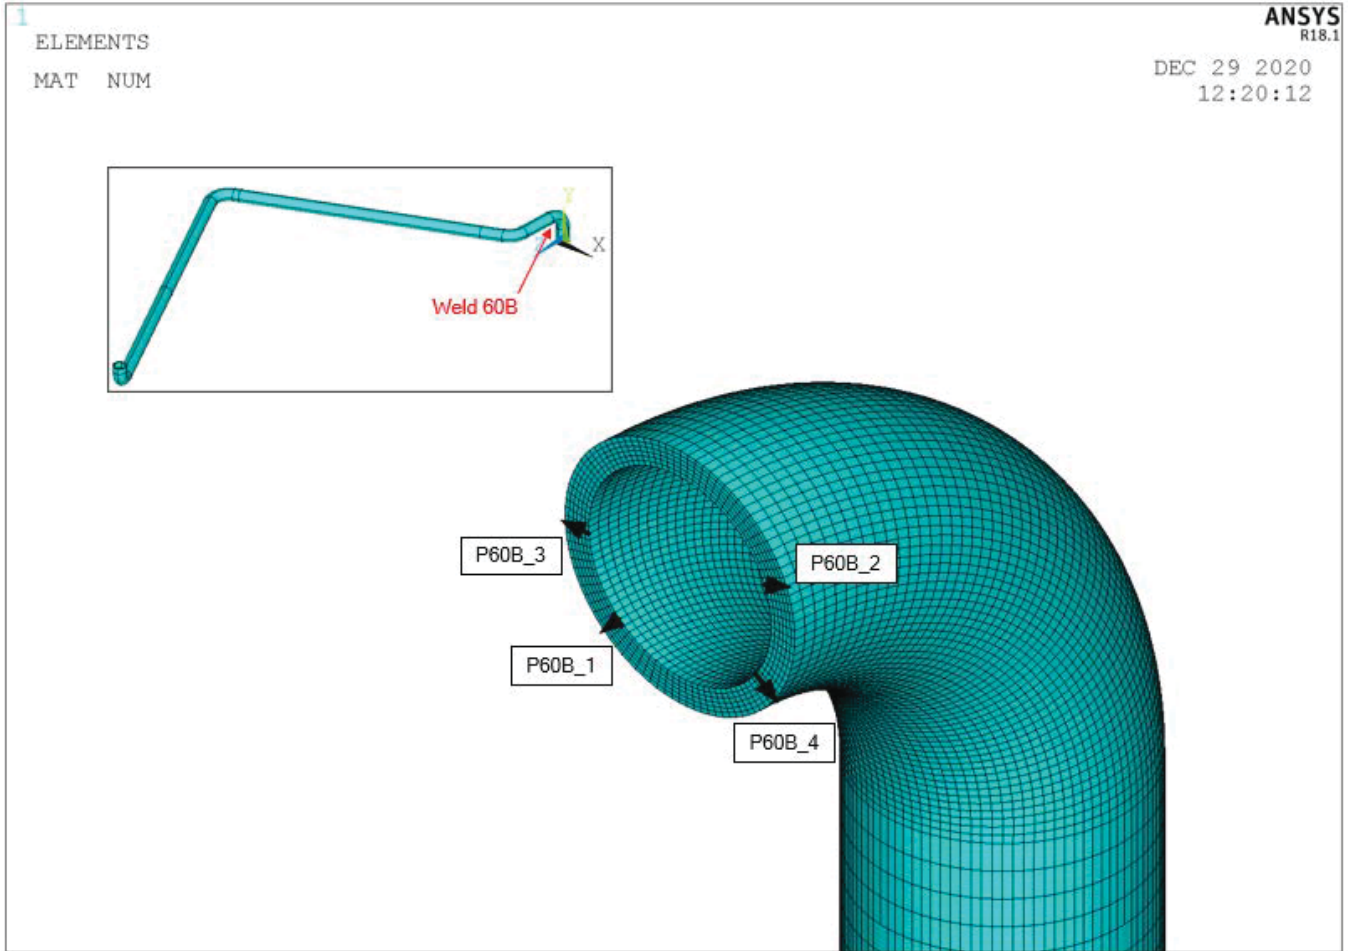 1
ELEMENTS
MAT NUM
ANSYS
R18.1
DEC 29 2020
12:20:12
Y
X
Weld 60B
P60B_3
P60B_2
P60B_1
P60B_4